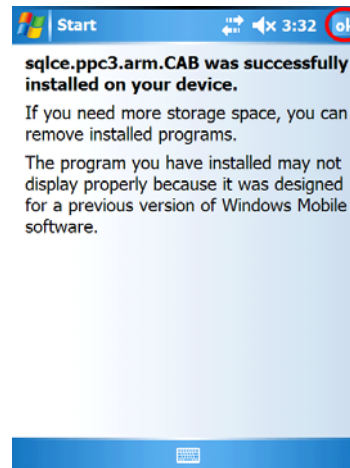 Start 3:32 ok
sqlce.ppc3.arm.CAB was successfully
installed on your device.
If you need more storage space, you can
remove installed programs.
The program you have installed may not
display properly because it was designed
for a previous version of Windows Mobile
software.